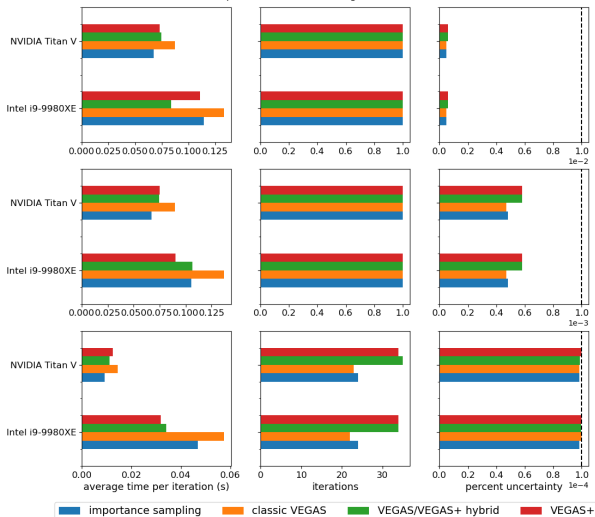 NVIDIA Titan V
Intel i9-9980XE
0.000 0.025 0.050 0.075 0.100 0.125
0.0 0.2 0.4 0.6 0.8 1.0
0.0 0.2 0.4 0.6 0.8 1.0
1e-2
NVIDIA Titan V
Intel i9-9980XE
0.000 0.025 0.050 0.075 0.100 0.125
0.0 0.2 0.4 0.6 0.8 1.0
0.0 0.2 0.4 0.6 0.8 1.0
1e-3
NVIDIA Titan V
Intel i9-9980XE
0.00 0.02 0.04 0.06
0 10 20 30
0.0 0.2 0.4 0.6 0.8 1.0
average time per iteration (s)
iterations
percent uncertainty
1e-4
importance sampling classic VEGAS VEGAS/VEGAS+ hybrid VEGAS+